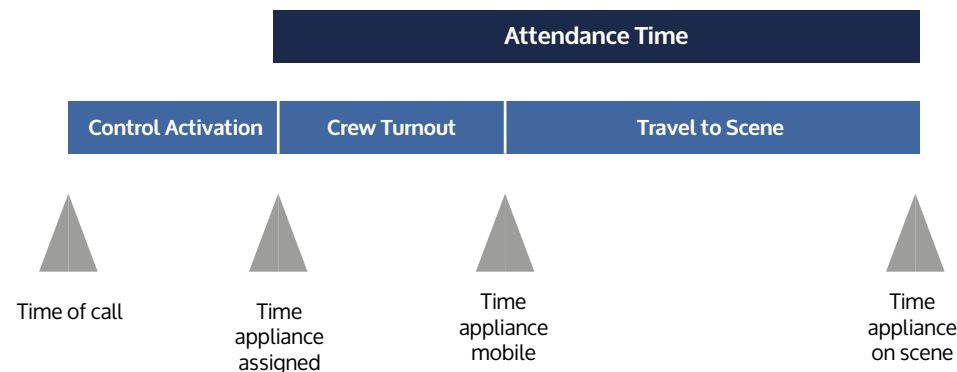 Attendance Time
Control Activation
Crew Turnout
Travel to Scene
Time of call
Time
appliance
assigned
Time
appliance
mobile
Time
appliance
on scene